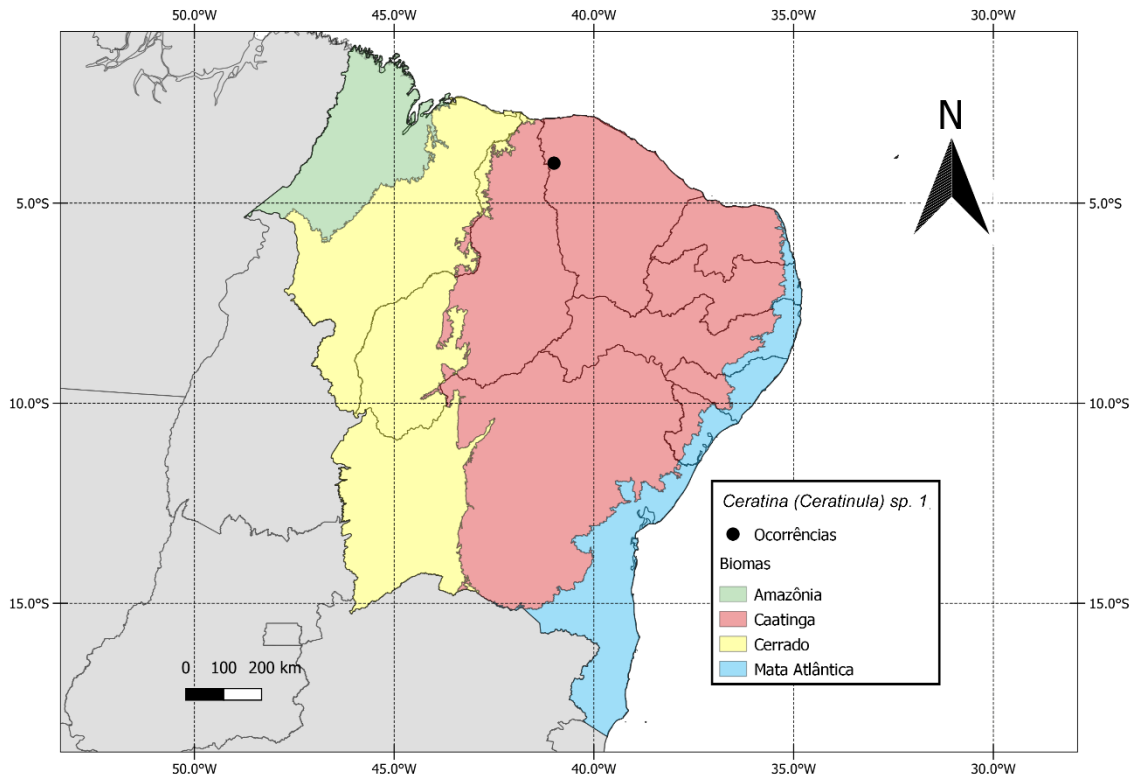 50.0°W 45.0°W 40.0°W 35.0°W 30.0°W
N
5.0°S 5.0°S
10.0°S 10.0°S
Ceratina (Ceratinula) sp. 1
Ocorrências
Biomas
Amazônia
Caatinga
Cerrado
Mata Atlântica
15.0°S 15.0°S
0 100 200 km
50.0°W 45.0°W 40.0°W 35.0°W 30.0°W